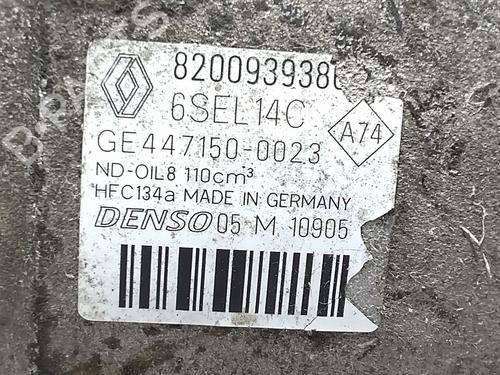 820093938
6SEL14C
A74
GE447150-0023
ND-OIL8 110cm³
HFC134a MADE IN GERMANY
DENSO 05 M 10905